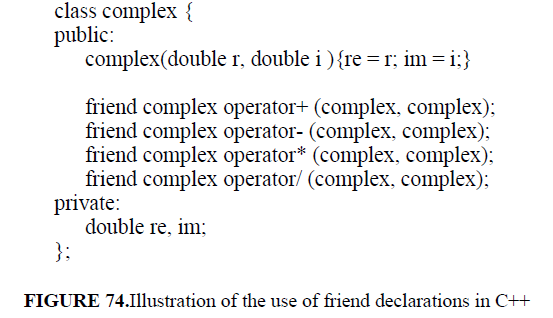 class complex {
public:
complex(double r, double i ){re = r; im = i;}
friend complex operator+ (complex, complex);
friend complex operator- (complex, complex);
friend complex operator* (complex, complex);
friend complex operator/ (complex, complex);
private:
double re, im;
};
FIGURE 74.Illustration of the use of friend declarations in C++